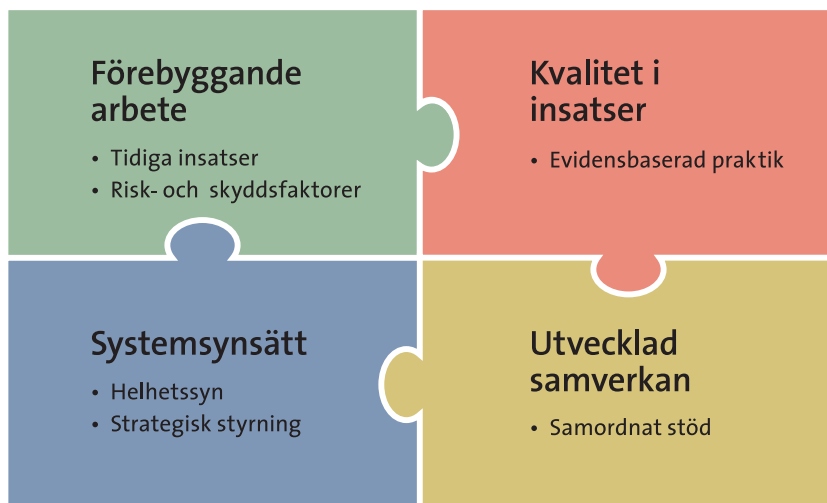 Förebyggande
arbete
• Tidiga insatser
• Risk- och skyddsfaktorer
Kvalitet i
insatser
• Evidensbaserad praktik
Systemsynsätt
• Helhetssyn
• Strategisk styrning
Utvecklad
samverkan
• Samordnat stöd